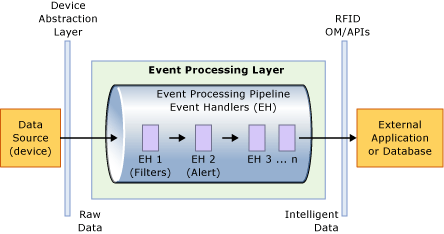 Device
Abstraction
Layer
RFID
OM/APIs
Event Processing Layer
Event Processing Pipeline
Event Handlers (EH)
Data
Source
(device)
EH 1
(Filters)
EH 2
(Alert)
EH 3 ... n
External
Application
or Database
Raw
Data
Intelligent
Data